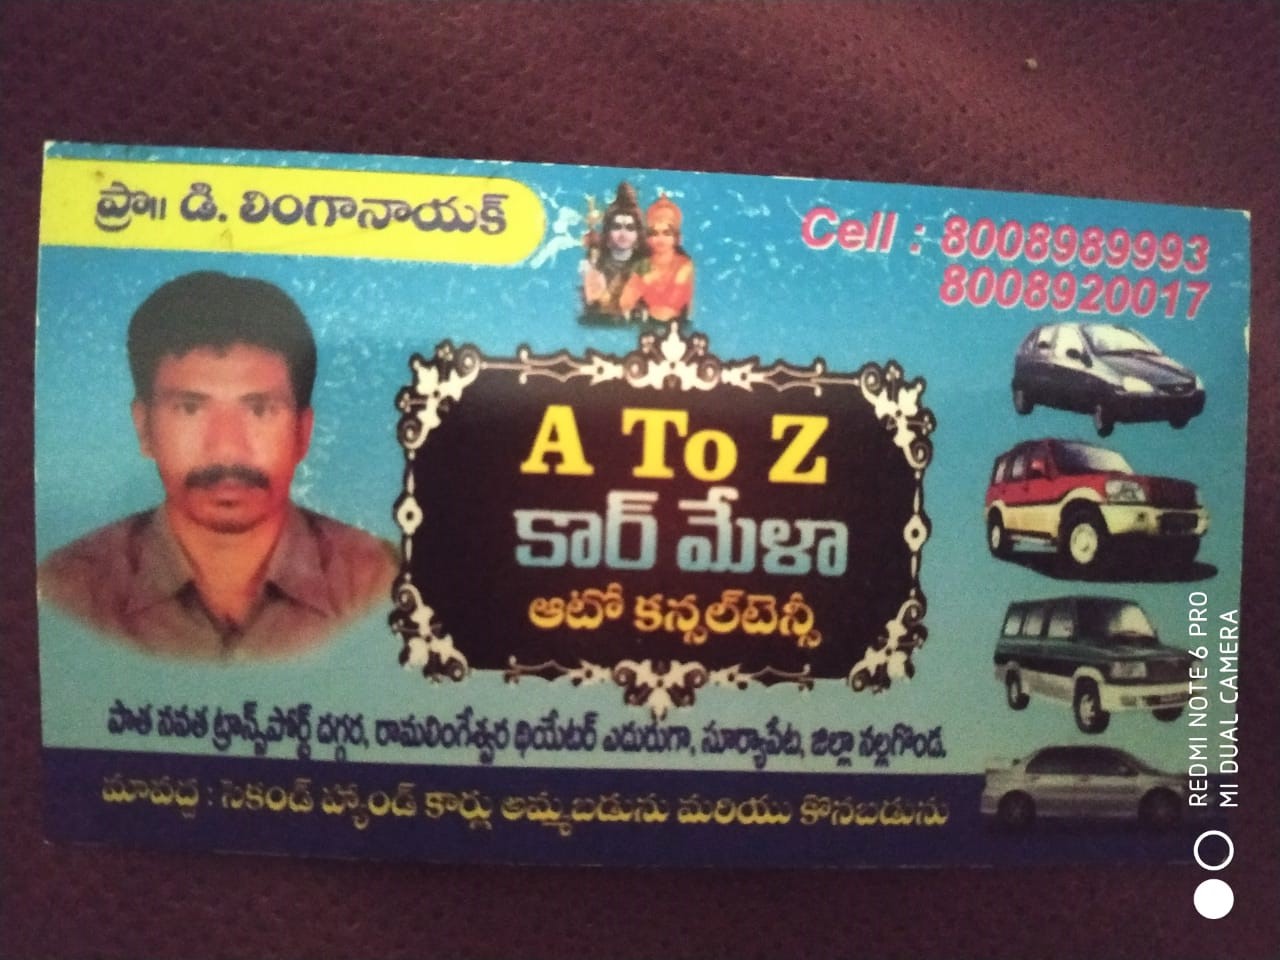 ప్రొ|| డి. లింగానాయక్
Cell : 8008989993
8008920017
A To Z
కార్ మేళా
ఆటో కన్సల్‌టెన్సీ
పాత నవత ట్రాన్స్‌పోర్ట్ దగ్గర, రామలింగేశ్వర థియేటర్ ఎదురుగా, సూర్యాపేట, జిల్లా నల్లగొండ.
మావద్ద : సెకండ్ హ్యాండ్ కార్లు అమ్మబడును మరియు కొనబడును
REDMI NOTE 6 PRO
MI DUAL CAMERA